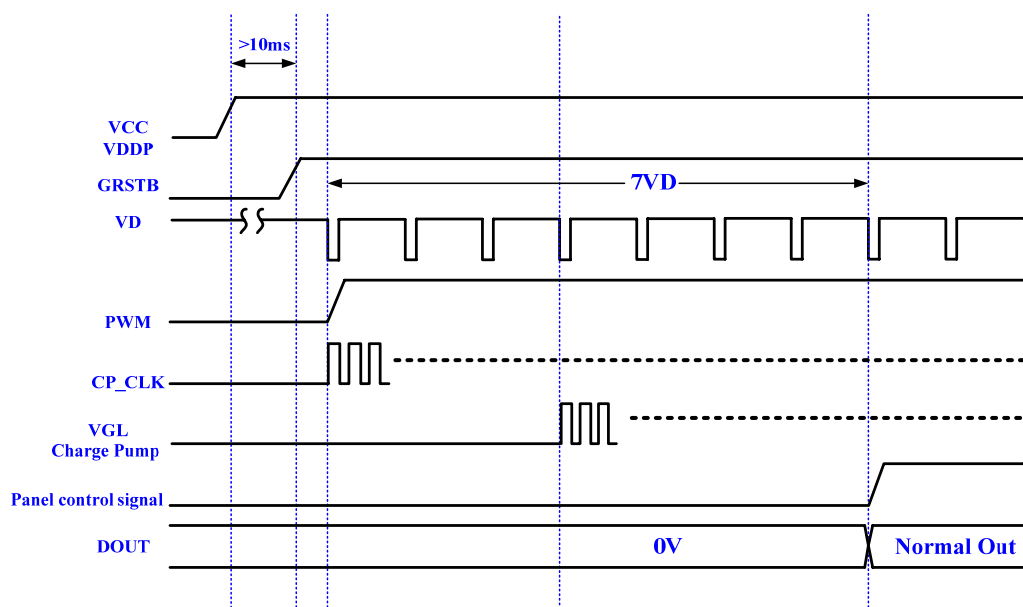 >10ms
VCC
VDDP
GRSTB
7VD
VD
PWM
CP_CLK
VGL
Charge Pump
Panel control signal
DOUT
0V
Normal Out